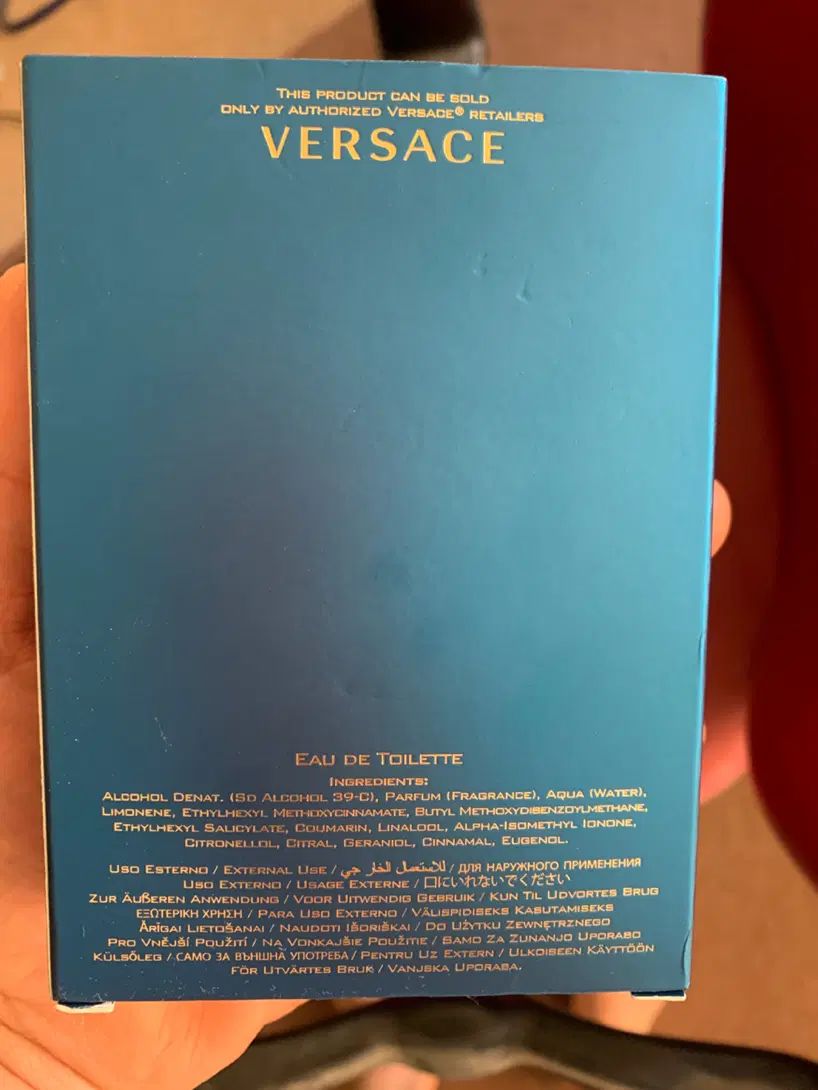 THIS PRODUCT CAN BE SOLD
ONLY BY AUTHORIZED VERSACE® RETAILERS
VERSACE
EAU DE TOILETTE
INGREDIENTS:
ALCOHOL DENAT. (SD ALCOHOL 39-C), PARFUM (FRAGRANCE), AQUA (WATER),
LIMONENE, ETHYLHEXYL METHOXYCINNAMATE, BUTYL METHOXYDIBENZOYLMETHANE,
ETHYLHEXYL SALICYLATE, COUMARIN, LINALOOL, ALPHA-ISOMETHYL IONONE,
CITRONELLOL, CITRAL, GERANIOL, CINNAMAL, EUGENOL.
USO ESTERNO / EXTERNAL USE / للاستعمال الخارجي / ДЛЯ НАРУЖНОГО ПРИМЕНЕНИЯ
USO EXTERNO / USAGE EXTERNE / 口にいれないでください
ZUR ÄUßEREN ANWENDUNG / VOOR UITWENDIG GEBRUIK / KUN TIL UDVORTES BRUG
ΕΞΩΤΕΡΙΚΗ ΧΡΗΣΗ / PARA USO EXTERNO / VÄLISPIDISEKS KASUTAMISEKS
ĀRĪGAI LIETOŠANAI / NAUDOTI IŠORIŠKAI / DO UŻYTKU ZEWNĘTRZNEGO
PRO VNĚJŠÍ POUŽITÍ / NA VONKAJŠIE POUŽITIE / SAMO ZA ZUNANJO UPORABO
KÜLSŐLEG / САМО ЗА ВЪНШНА УПОТРЕБА / PENTRU UZ EXTERN / ULKOISEEN KÄYTTÖÖN
FÖR UTVÄRTES BRUK / VANJSKA UPORABA.